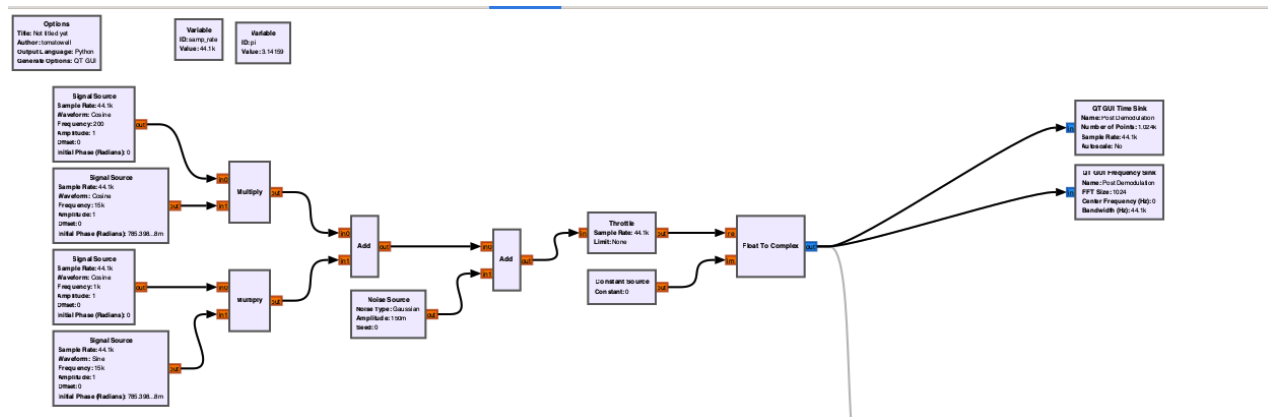 Options
Title: Not titled yet
Author: tomstowell
Output Language: Python
Generate Options: QT GUI
Variable
ID: samp_rate
Value: 44.1k
Variable
ID: pi
Value: 3.14159
Signal Source
Sample Rate: 44.1k
Waveform: Cosine
Frequency: 200
Amplitude: 1
Offset: 0
Initial Phase (Radians): 0
out
Signal Source
Sample Rate: 44.1k
Waveform: Cosine
Frequency: 15k
Amplitude: 1
Offset: 0
Initial Phase (Radians): 785.398...8m
out
in0
in1
Multiply
out
Signal Source
Sample Rate: 44.1k
Waveform: Cosine
Frequency: 1k
Amplitude: 1
Offset: 0
Initial Phase (Radians): 0
out
Signal Source
Sample Rate: 44.1k
Waveform: Sine
Frequency: 15k
Amplitude: 1
Offset: 0
Initial Phase (Radians): 785.398...8m
out
in0
in1
Multiply
out
in0
in1
Add
out
Noise Source
Noise Type: Gaussian
Amplitude: 150m
Seed: 0
out
in0
in1
Add
out
in
Throttle
Sample Rate: 44.1k
Limit: None
out
Constant Source
Constant: 0
out
re
im
Float To Complex
out
in
QT GUI Time Sink
Name: Post Demodulation
Number of Points: 1.024k
Sample Rate: 44.1k
Autoscale: No
in
QT GUI Frequency Sink
Name: Post Demodulation
FFT Size: 1024
Center Frequency (Hz): 0
Bandwidth (Hz): 44.1k